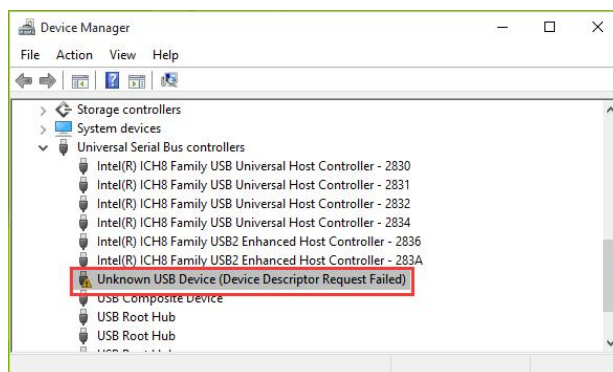 Device Manager
File Action View Help
Storage controllers
System devices
Universal Serial Bus controllers
Intel(R) ICH8 Family USB Universal Host Controller - 2830
Intel(R) ICH8 Family USB Universal Host Controller - 2831
Intel(R) ICH8 Family USB Universal Host Controller - 2832
Intel(R) ICH8 Family USB Universal Host Controller - 2834
Intel(R) ICH8 Family USB2 Enhanced Host Controller - 2836
Intel(R) ICH8 Family USB2 Enhanced Host Controller - 283A
Unknown USB Device (Device Descriptor Request Failed)
USB Composite Device
USB Root Hub
USB Root Hub
USB Root Hub